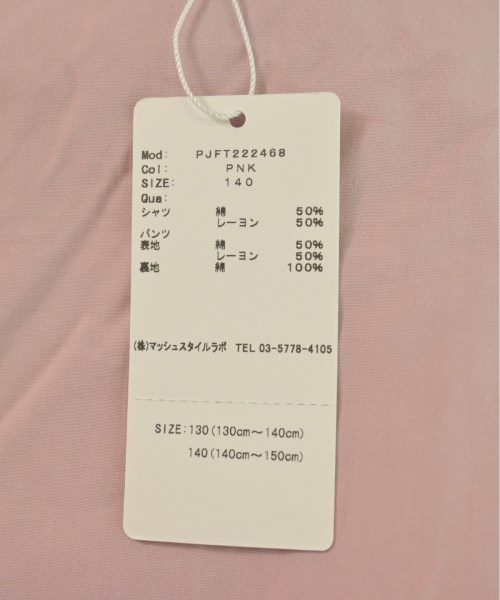 Mod: PJFT222468
Col: PNK
SIZE: 140
Qua:
シャツ 綿 50%
レーヨン 50%
パンツ
表地 綿 50%
レーヨン 50%
裏地 綿 100%
(株)マッシュスタイルラボ TEL 03-5778-4105
SIZE:130(130cm～140cm)
140(140cm～150cm)